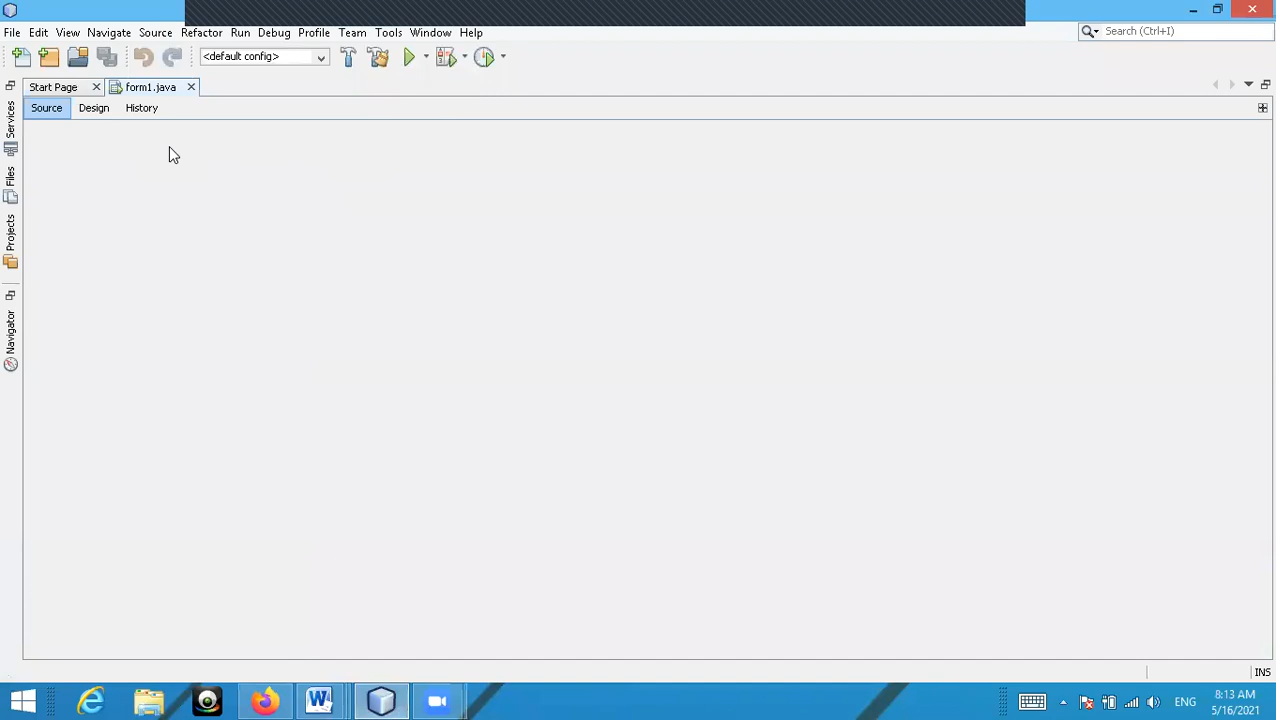 File Edit View Navigate Source Refactor Run Debug Profile Team Tools Window Help
Search (Ctrl+I)
<default config>
Start Page
form1.java
Source Design History
Services
Files
Projects
Navigator
INS
ENG
8:13 AM
5/16/2021